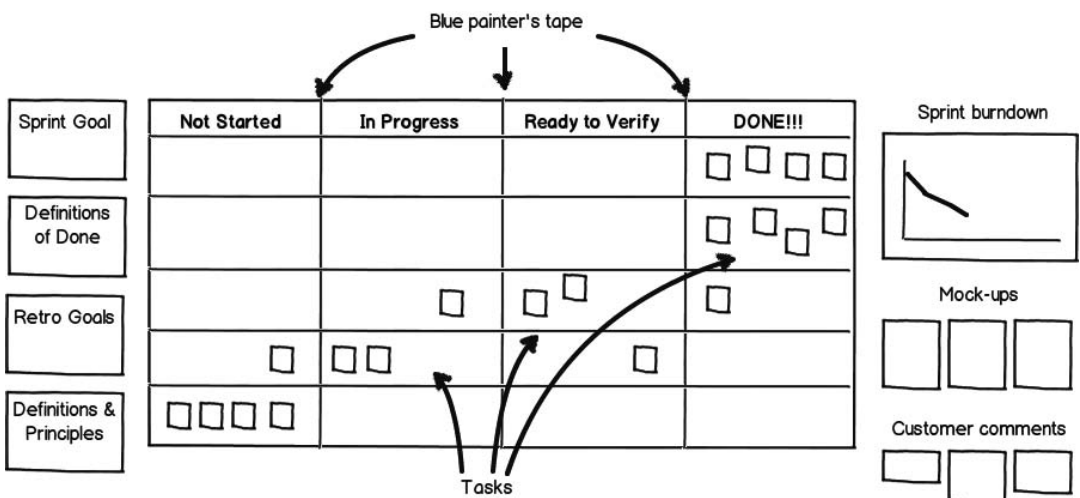 Blue painter's tape
Sprint Goal
Not Started
In Progress
Ready to Verify
DONE!!!
Sprint burndown
Definitions
of Done
Retro Goals
Mock-ups
Definitions &
Principles
Customer comments
Tasks